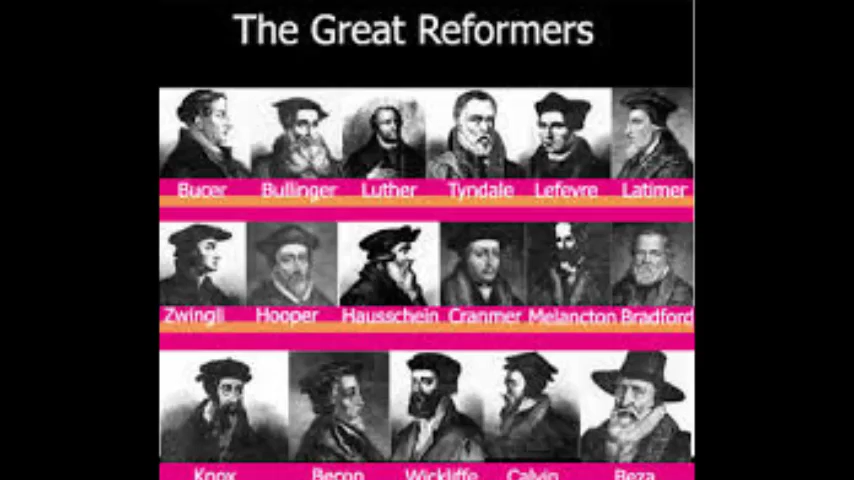 The Great Reformers
Bucer Bullinger Luther Tyndale Lefevre Latimer
Zwingli Hooper Hausschein Cranmer Melancton Bradford
Knox Becon Wickliffe Calvin Beza